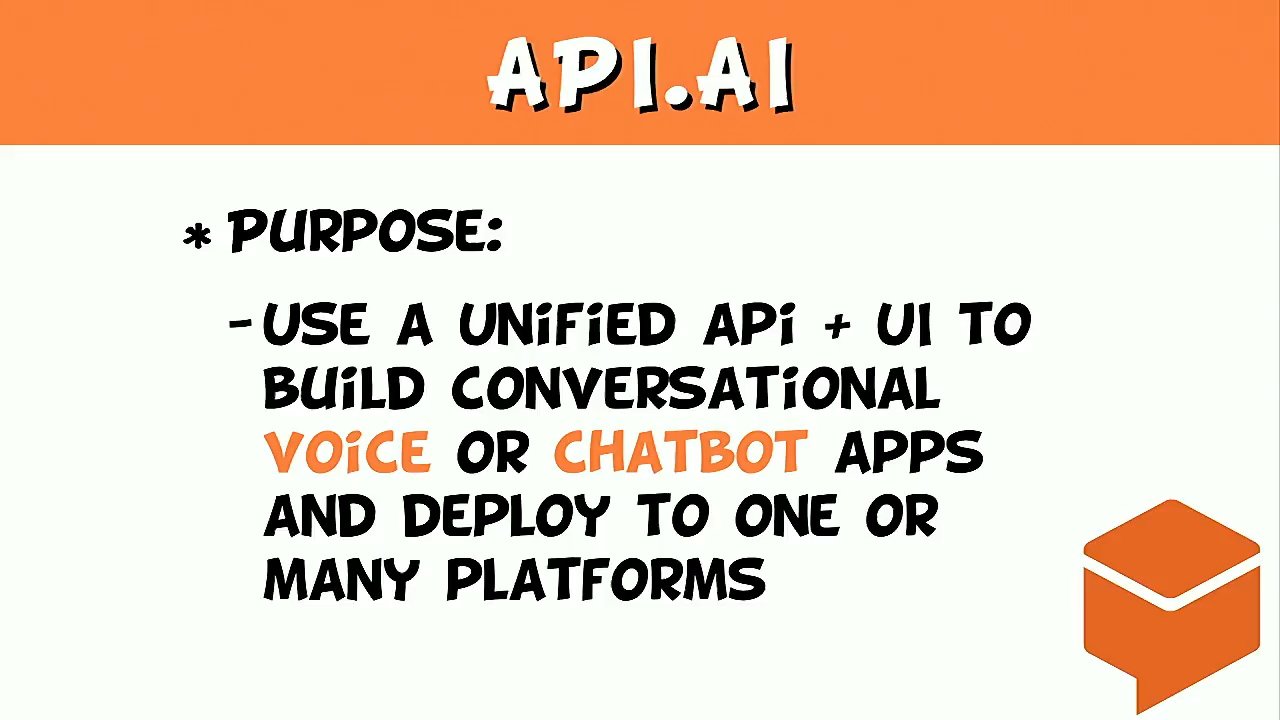 API.AI
* PURPOSE:
- USE A UNIFIED API + UI TO
BUILD CONVERSATIONAL
VOICE OR CHATBOT APPS
AND DEPLOY TO ONE OR
MANY PLATFORMS